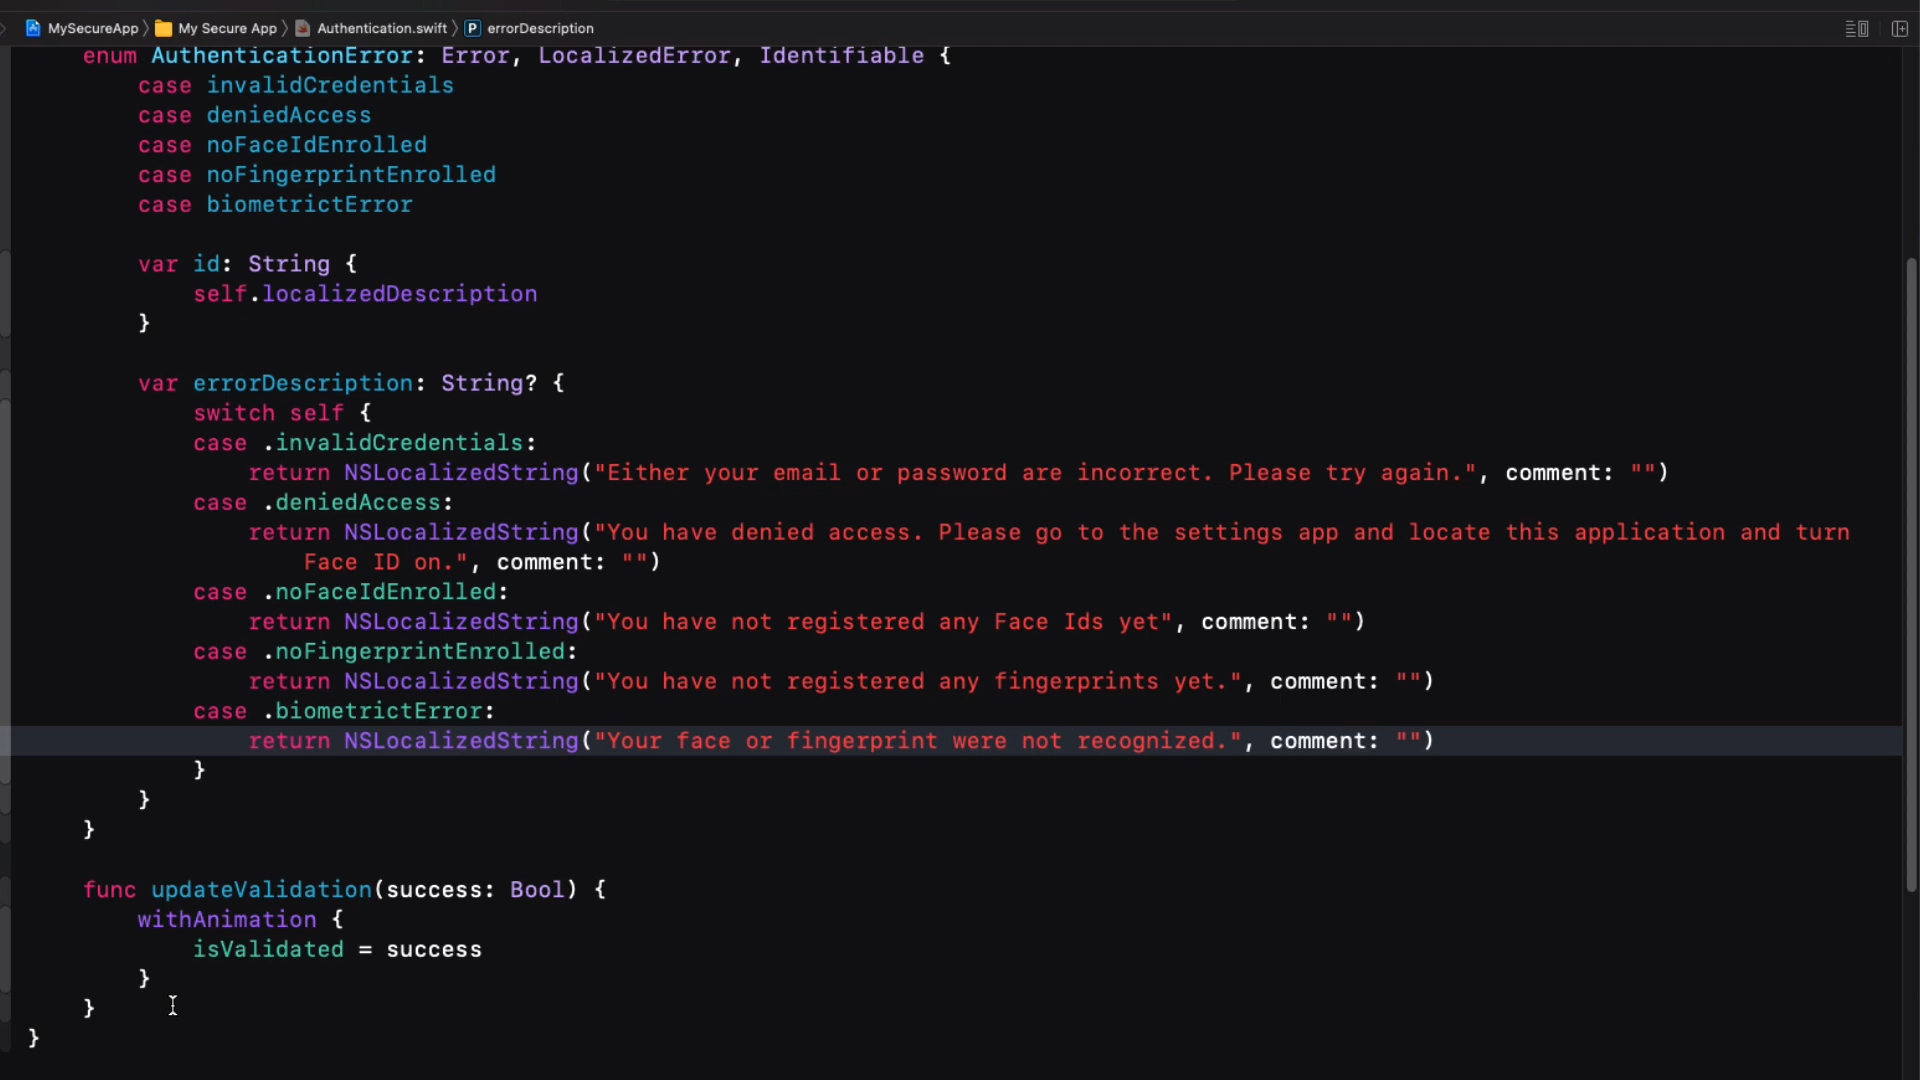 MySecureApp My Secure App Authentication.swift P errorDescription
enum AuthenticationError: Error, LocalizedError, Identifiable {
case invalidCredentials
case deniedAccess
case noFaceIdEnrolled
case noFingerprintEnrolled
case biometrictError
var id: String {
self.localizedDescription
}
var errorDescription: String? {
switch self {
case .invalidCredentials:
return NSLocalizedString("Either your email or password are incorrect. Please try again.", comment: "")
case .deniedAccess:
return NSLocalizedString("You have denied access. Please go to the settings app and locate this application and turn
Face ID on.", comment: "")
case .noFaceIdEnrolled:
return NSLocalizedString("You have not registered any Face Ids yet", comment: "")
case .noFingerprintEnrolled:
return NSLocalizedString("You have not registered any fingerprints yet.", comment: "")
case .biometrictError:
return NSLocalizedString("Your face or fingerprint were not recognized.", comment: "")
}
}
}
func updateValidation(success: Bool) {
withAnimation {
isValidated = success
}
}
}